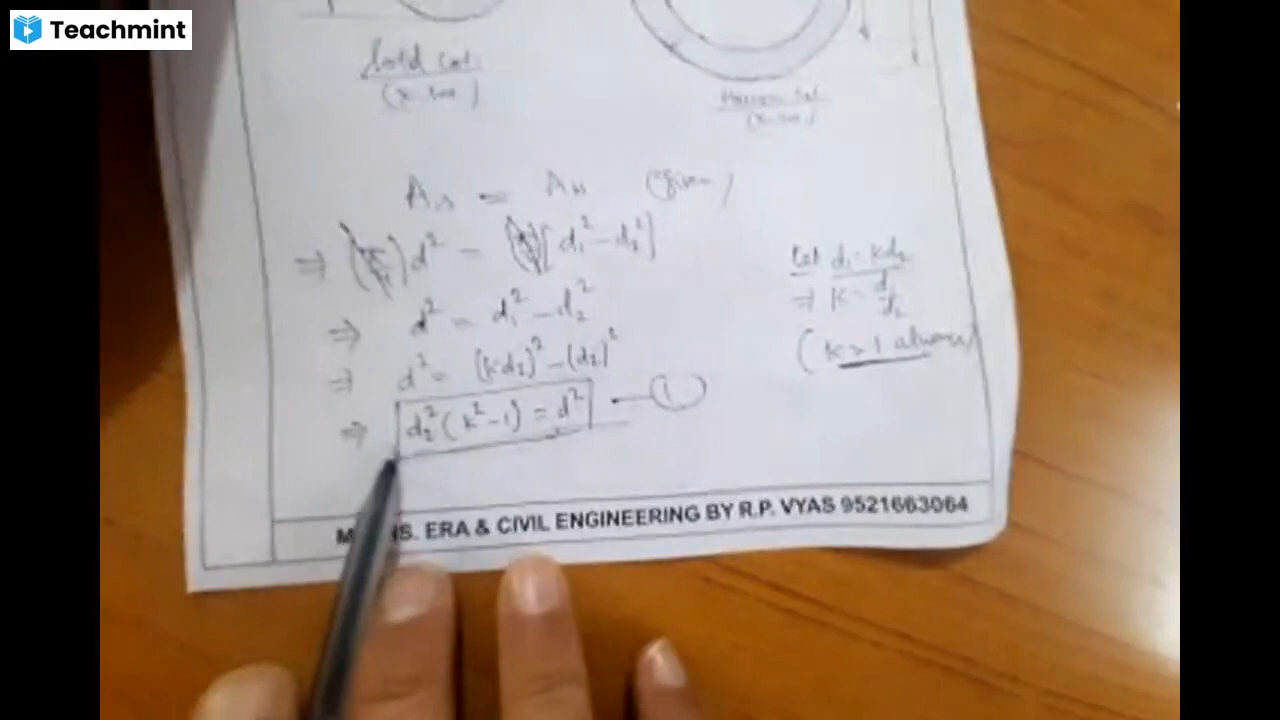 Teachmint
Solid Col.
(x-sec)
Hollow Col.
(x-sec)
As = AH (given)
⇒ (π/4) d² = (π/4) [d₁² - d₂²]
⇒ d² = d₁² - d₂²
⇒ d² = (kd₂)² - (d₂)²
⇒ d₂² (k² - 1) = d² — ①
Let d₁ = kd₂
⇒ k = d₁/d₂
(k > 1 always)
ERA & CIVIL ENGINEERING BY R.P. VYAS 9521663064